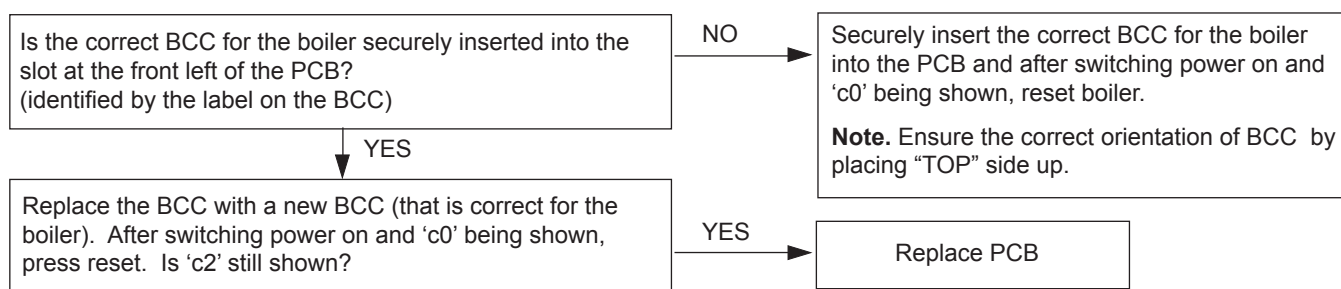 Is the correct BCC for the boiler securely inserted into the
slot at the front left of the PCB?
(identified by the label on the BCC)
NO
Securely insert the correct BCC for the boiler
into the PCB and after switching power on and
‘c0’ being shown, reset boiler.
Note. Ensure the correct orientation of BCC by
placing “TOP” side up.
YES
Replace the BCC with a new BCC (that is correct for the
boiler). After switching power on and ‘c0’ being shown,
press reset. Is ‘c2’ still shown?
YES
Replace PCB